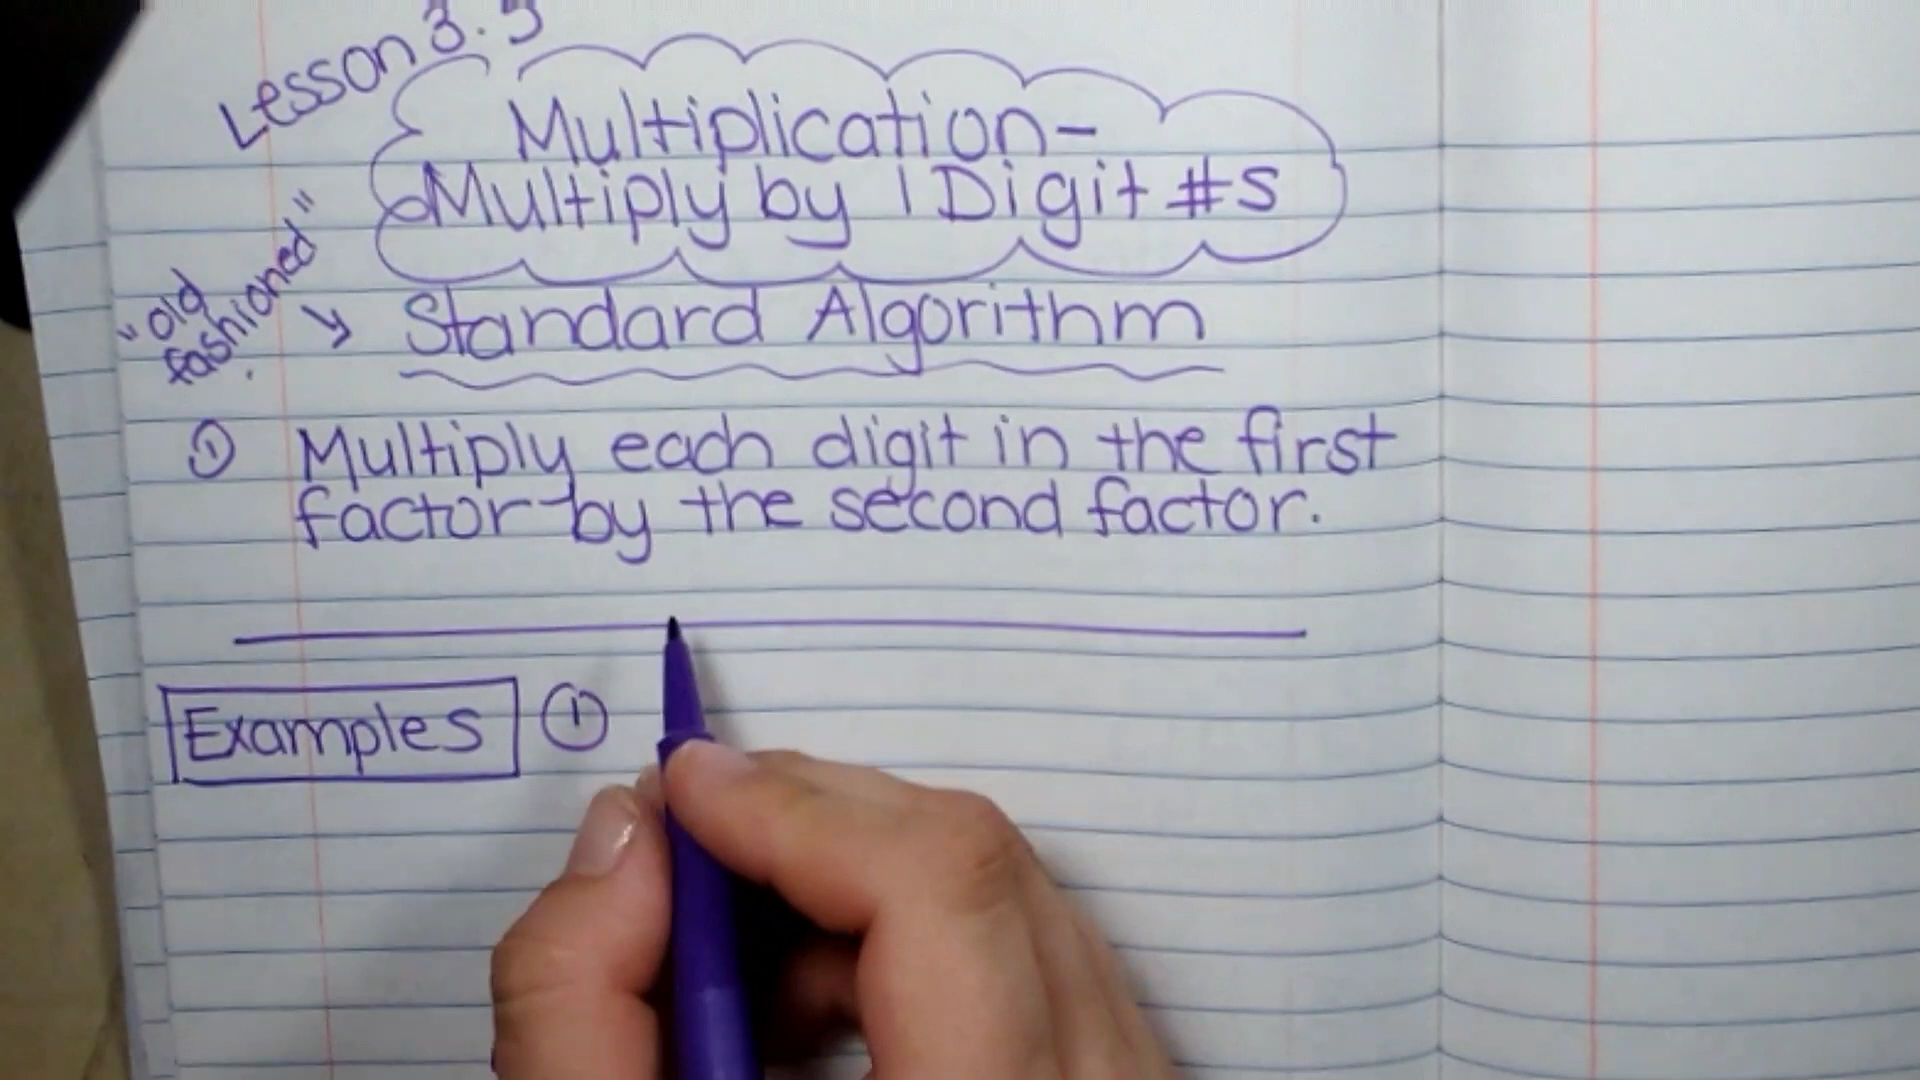 Lesson 3.5
Multiplication-
Multiply by 1 Digit #s
"old
fashioned"
Standard Algorithm
① Multiply each digit in the first
factor by the second factor.
Examples ①